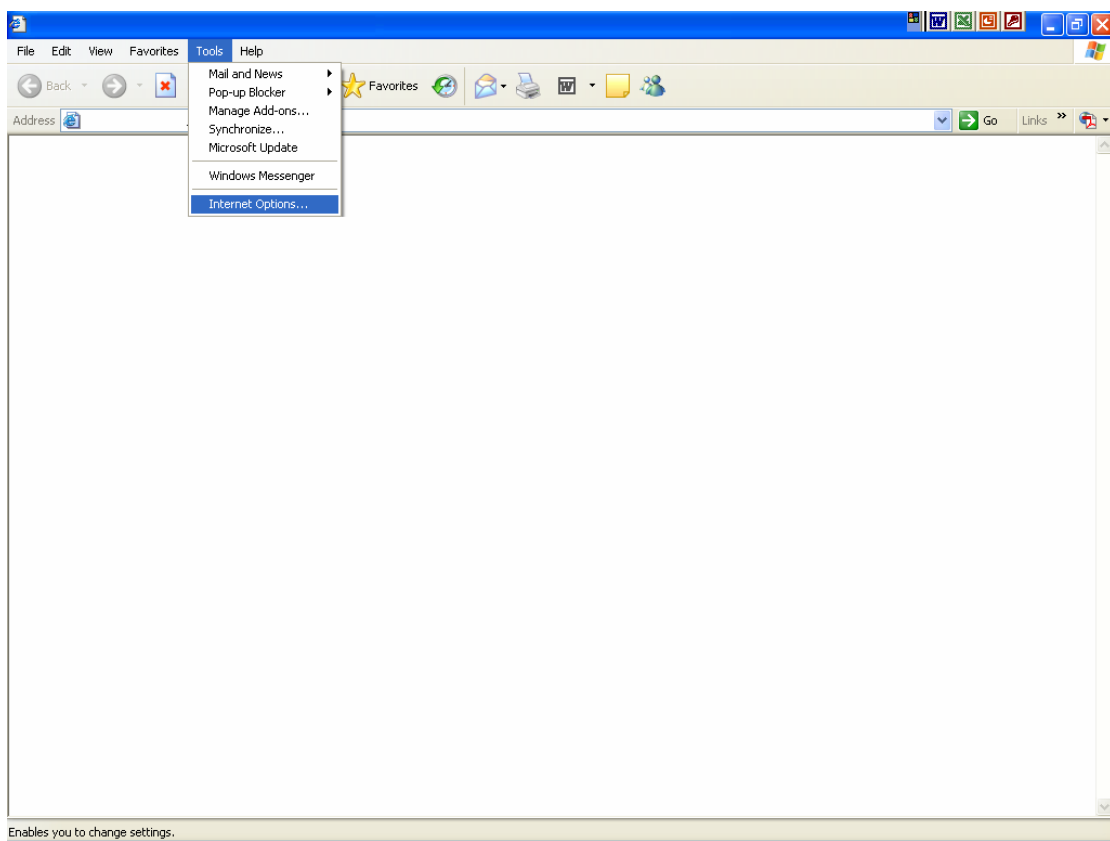 File Edit View Favorites Tools Help
Back Favorites
Mail and News
Pop-up Blocker
Manage Add-ons...
Synchronize...
Microsoft Update
Windows Messenger
Internet Options...
Address Go Links »
Enables you to change settings.